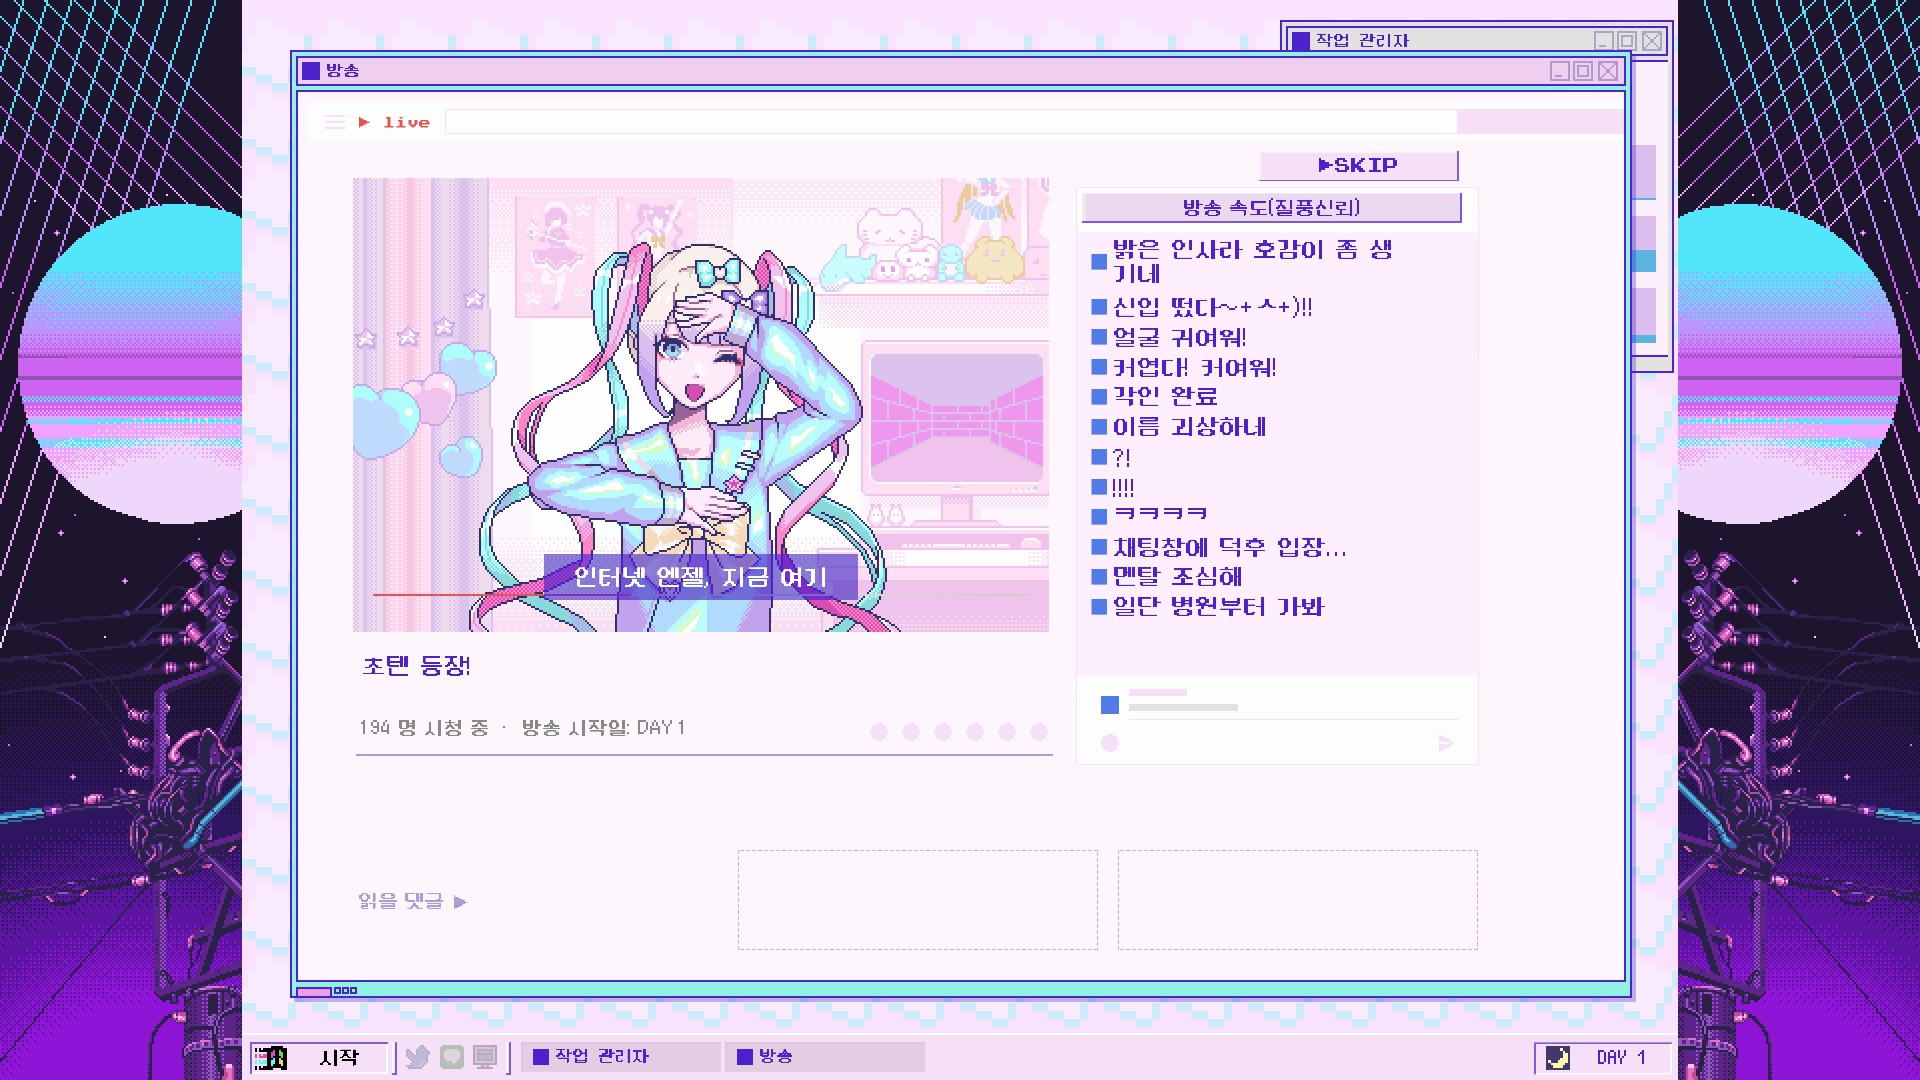 작업 관리자
방송
live
▶SKIP
방송 속도(질풍신뢰)
밝은 인사라 호감이 좀 생
기네
신입 떴다~+ㅅ+)!!
얼굴 귀여워!
커엽다! 커여워!
각인 완료
이름 괴상하네
?!
!!!!
ㅋㅋㅋㅋ
채팅창에 덕후 입장...
멘탈 조심해
일단 병원부터 가봐
인터넷 엔젤, 지금 여기
초텐 등장!
194 명 시청 중 · 방송 시작일: DAY 1
읽을 댓글 ▶
시작
작업 관리자
방송
DAY 1